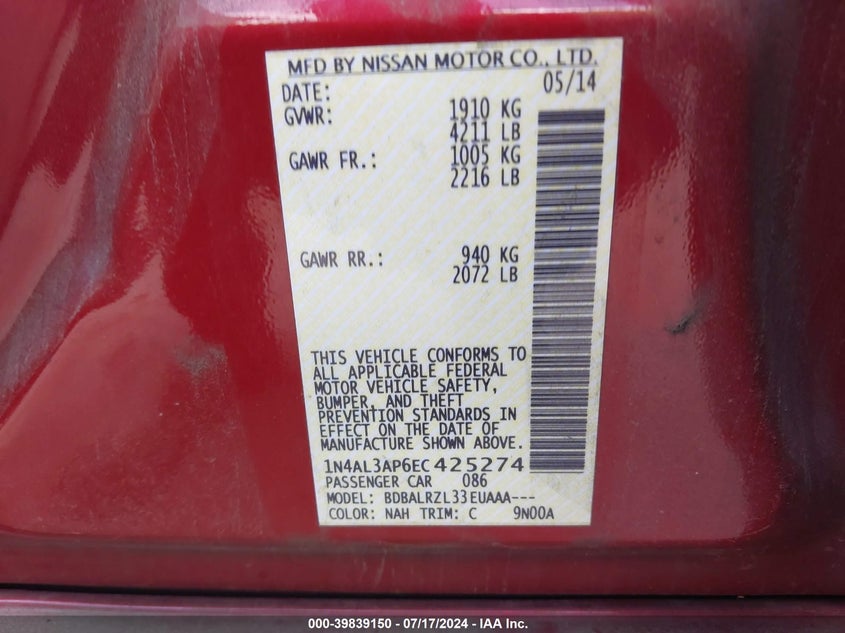 MFD BY NISSAN MOTOR CO., LTD.
DATE: 05/14
GVWR: 1910 KG
4211 LB
GAWR FR.: 1005 KG
2216 LB
GAWR RR.: 940 KG
2072 LB
THIS VEHICLE CONFORMS TO
ALL APPLICABLE FEDERAL
MOTOR VEHICLE SAFETY,
BUMPER, AND THEFT
PREVENTION STANDARDS IN
EFFECT ON THE DATE OF
MANUFACTURE SHOWN ABOVE.
1N4AL3AP6EC425274
PASSENGER CAR 086
MODEL: BDBALRZL33EUAAA---
COLOR: NAH TRIM: C 9N00A
000-39839150 - 07/17/2024 - IAA Inc.